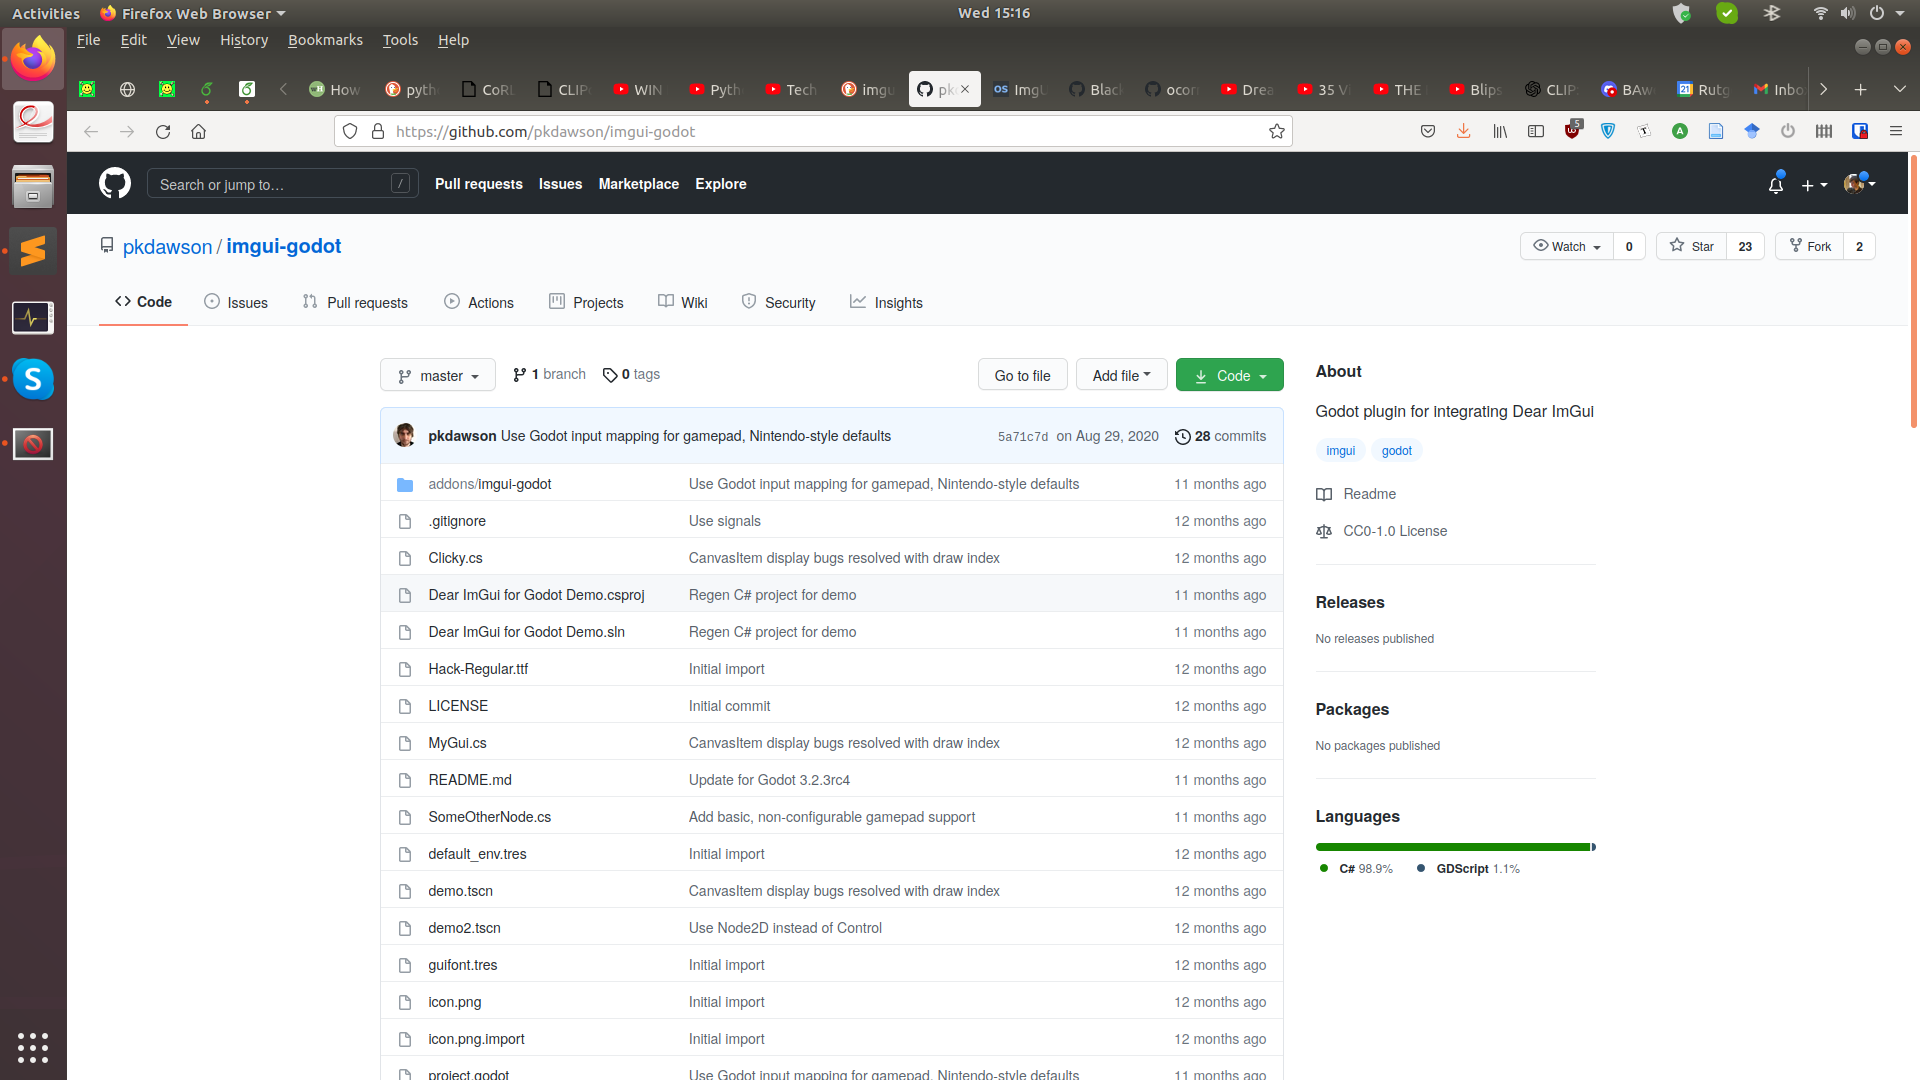 Activities Firefox Web Browser Wed 15:16
File Edit View History Bookmarks Tools Help
How pyth CoRL CLIP WIN Pyth Tech imgu pk ImgU Blac ocor Drea 35 V THE Blips CLIP BAw Rutg Inbo
https://github.com/pkdawson/imgui-godot 5
Search or jump to… / Pull requests Issues Marketplace Explore
pkdawson / imgui-godot Watch 0 Star 23 Fork 2
Code Issues Pull requests Actions Projects Wiki Security Insights
master 1 branch 0 tags Go to file Add file Code
pkdawson Use Godot input mapping for gamepad, Nintendo-style defaults 5a71c7d on Aug 29, 2020 28 commits
addons/imgui-godot Use Godot input mapping for gamepad, Nintendo-style defaults 11 months ago
.gitignore Use signals 12 months ago
Clicky.cs CanvasItem display bugs resolved with draw index 12 months ago
Dear ImGui for Godot Demo.csproj Regen C# project for demo 11 months ago
Dear ImGui for Godot Demo.sln Regen C# project for demo 11 months ago
Hack-Regular.ttf Initial import 12 months ago
LICENSE Initial commit 12 months ago
MyGui.cs CanvasItem display bugs resolved with draw index 12 months ago
README.md Update for Godot 3.2.3rc4 11 months ago
SomeOtherNode.cs Add basic, non-configurable gamepad support 11 months ago
default_env.tres Initial import 12 months ago
demo.tscn CanvasItem display bugs resolved with draw index 12 months ago
demo2.tscn Use Node2D instead of Control 12 months ago
guifont.tres Initial import 12 months ago
icon.png Initial import 12 months ago
icon.png.import Initial import 12 months ago
project.godot Use Godot input mapping for gamepad, Nintendo-style defaults 11 months ago
About
Godot plugin for integrating Dear ImGui
imgui godot
Readme
CC0-1.0 License
Releases
No releases published
Packages
No packages published
Languages
C# 98.9% GDScript 1.1%